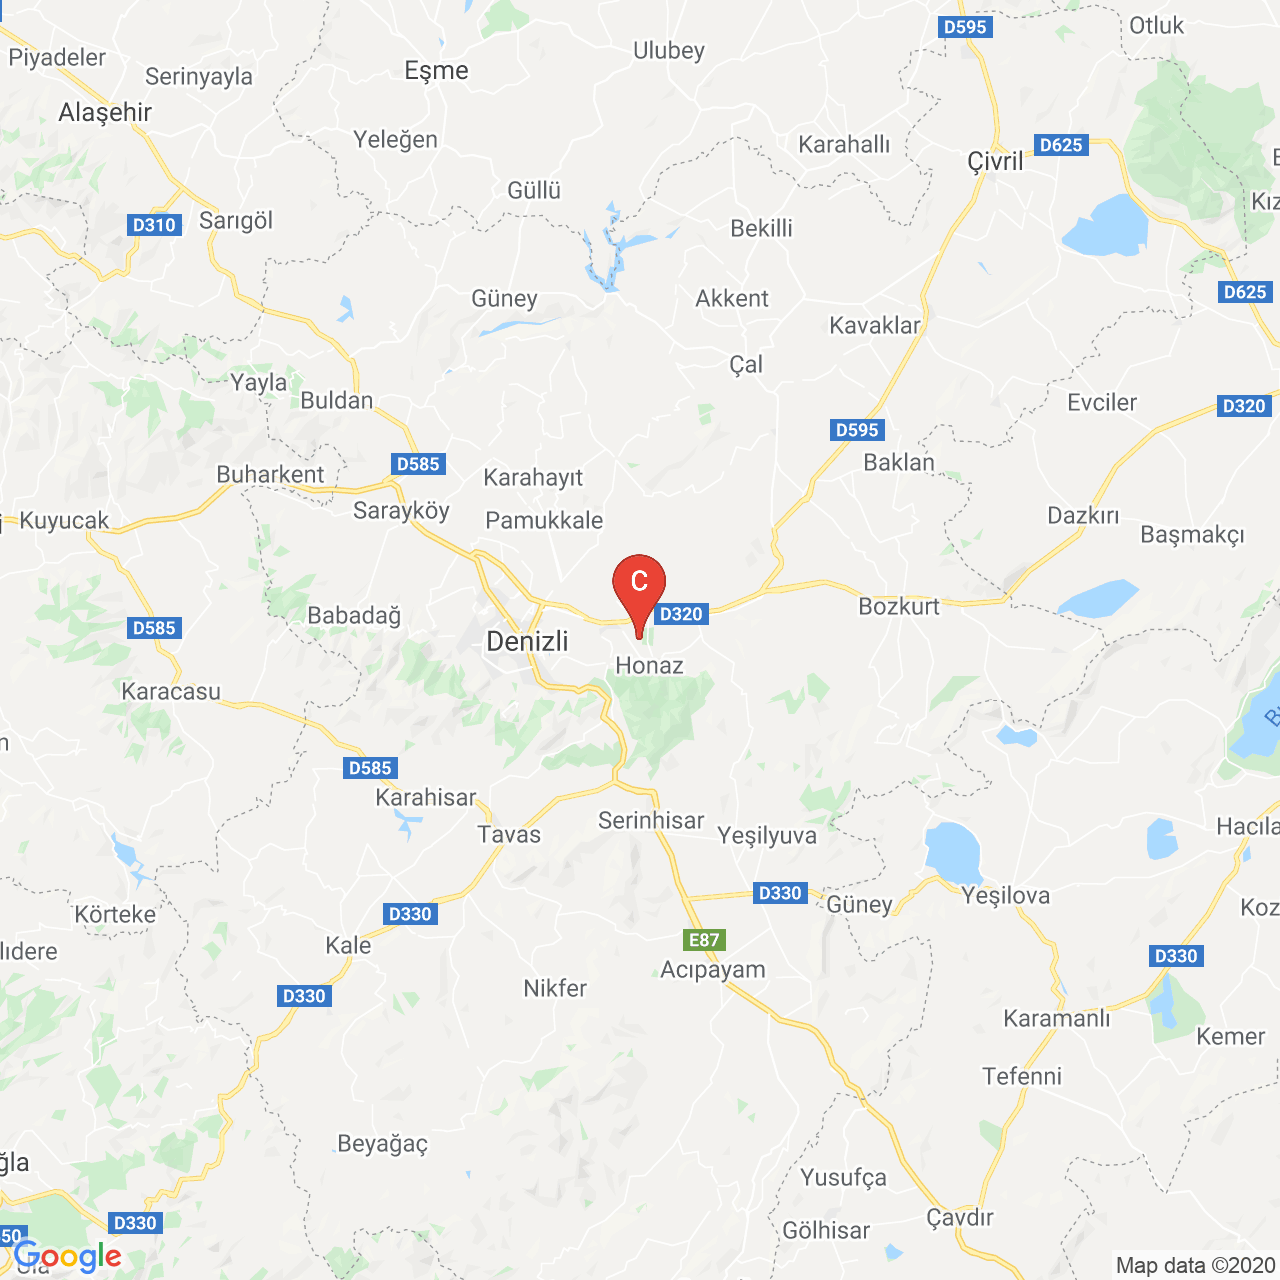 D595
Otluk
Ulubey
Piyadeler
Eşme
Serinyayla
Alaşehir
Yeleğen
Karahallı
D625
Çivril
Güllü
Sarıgöl
D310
Bekilli
Güney
Akkent
D625
Kavaklar
Çal
Yayla
Buldan
Evciler
D320
D595
D585
Baklan
Buharkent
Karahayıt
Sarayköy
Pamukkale
Kuyucak
Dazkırı
Başmakçı
C
Bozkurt
D320
Babadağ
D585
Denizli
Honaz
Karacasu
D585
Karahisar
Serinhisar
Tavas
Yeşilyuva
Hacıla
D330
Yeşilova
Güney
D330
Körteke
Koz
Kale
E87
lıdere
D330
Acıpayam
D330
Nikfer
Karamanlı
Kemer
Tefenni
Beyağaç
ğla
Yusufça
Çavdır
D330
Gölhisar
Google
Map data ©2020